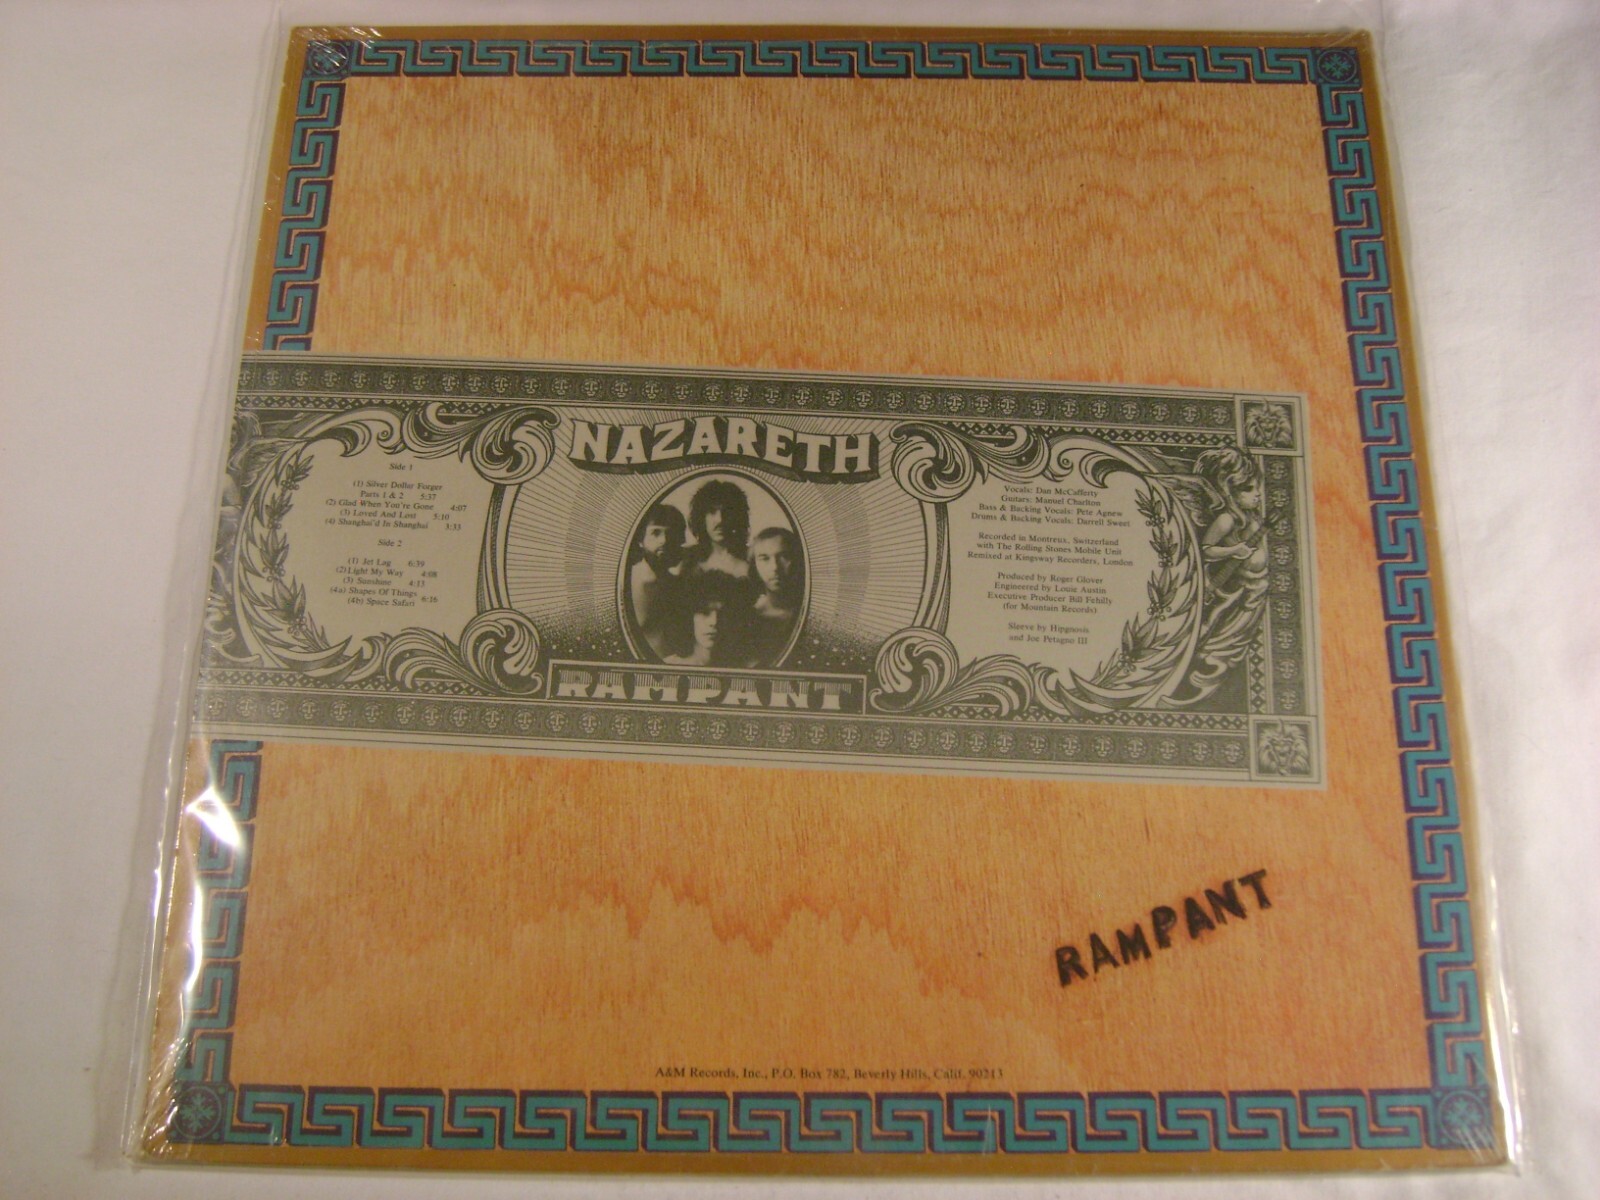 NAZARETH
Side 1
(1) Silver Dollar Forger
Parts 1 & 2 5:37
(2) Glad When You're Gone 4:07
(3) Loved And Lost 5:10
(4) Shanghai'd In Shanghai 3:33
Side 2
(1) Jet Lag 6:39
(2) Light My Way 4:08
(3) Sunshine 4:13
(4a) Shapes Of Things
(4b) Space Safari 6:16
RAMPANT
Vocals: Dan McCafferty
Guitars: Manuel Charlton
Bass & Backing Vocals: Pete Agnew
Drums & Backing Vocals: Darrell Sweet
Recorded in Montreux, Switzerland
with The Rolling Stones Mobile Unit
Remixed at Kingsway Recorders, London
Produced by Roger Glover
Engineered by Louie Austin
Executive Producer Bill Fehilly
(for Mountain Records)
Sleeve by Hipgnosis
and Joe Petagno III
RAMPANT
A&M Records, Inc., P.O. Box 782, Beverly Hills, Calif. 90213